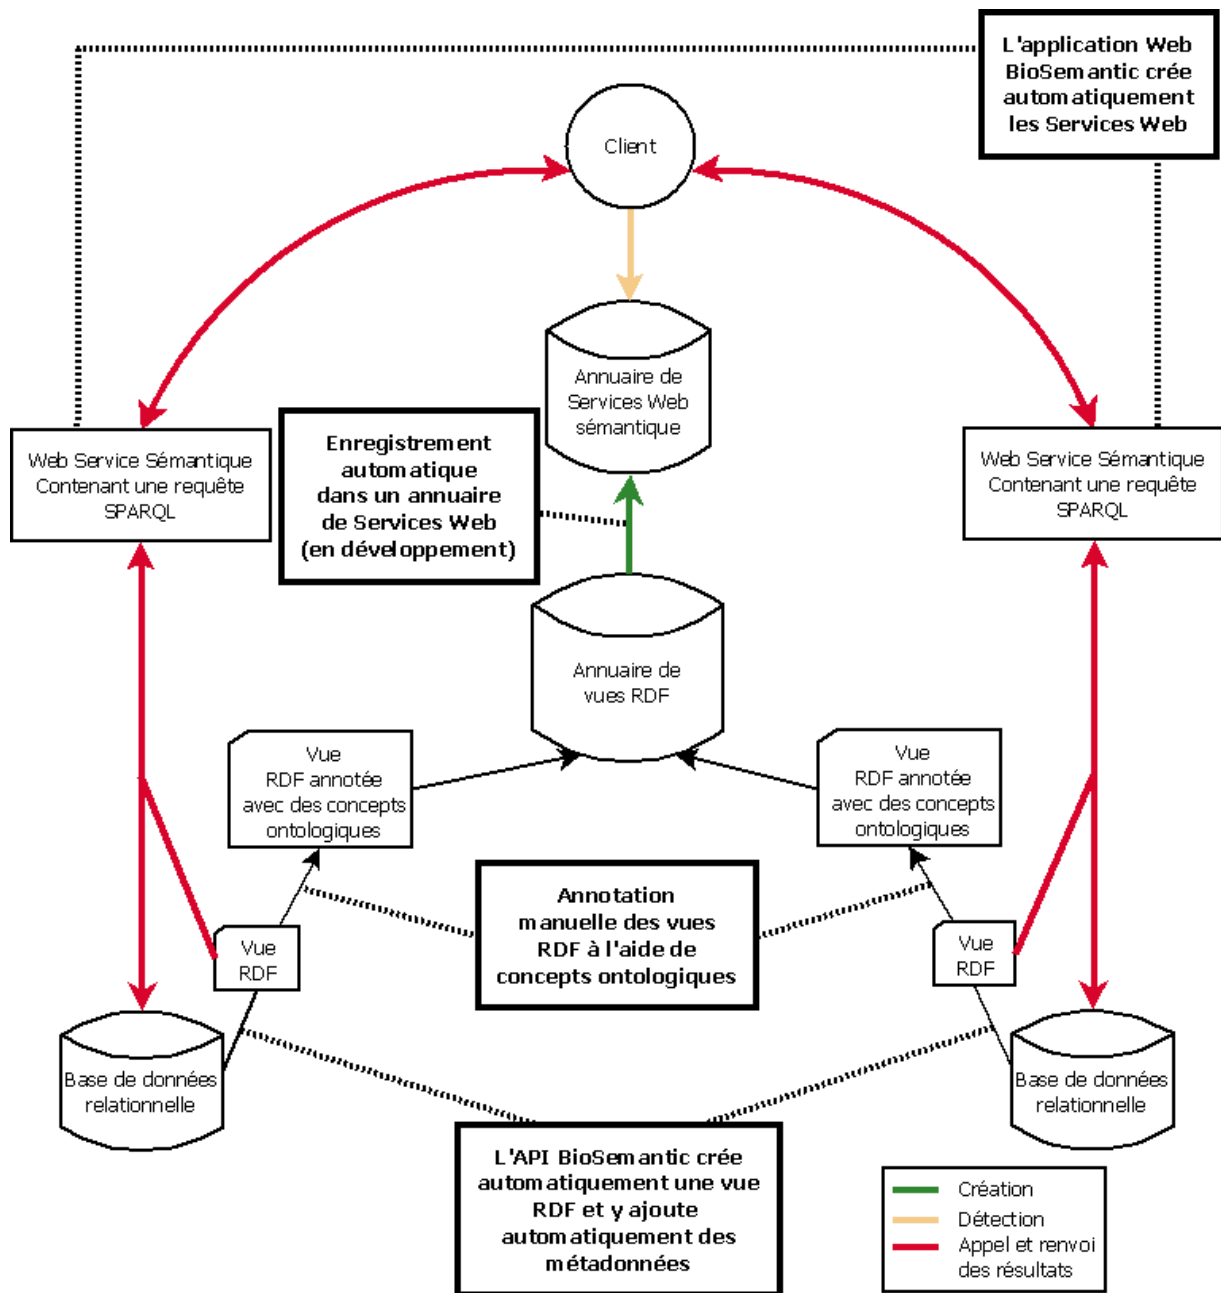 L'application Web
BioSemantic crée
automatiquement
les Services Web
Client
Annuaire de
Services Web
sémantique
Enregistrement
automatique
dans un annuaire
de Services Web
(en développement)
Web Service Sémantique
Contenant une requête
SPARQL
Web Service Sémantique
Contenant une requête
SPARQL
Annuaire de
vues RDF
Vue
RDF annotée
avec des concepts
ontologiques
Vue
RDF annotée
avec des concepts
ontologiques
Annotation
manuelle des vues
RDF à l'aide de
concepts ontologiques
Vue
RDF
Vue
RDF
Base de données
relationnelle
Base de données
relationnelle
L'API BioSemantic crée
automatiquement une vue
RDF et y ajoute
automatiquement des
métadonnées
Création
Détection
Appel et renvoi
des résultats